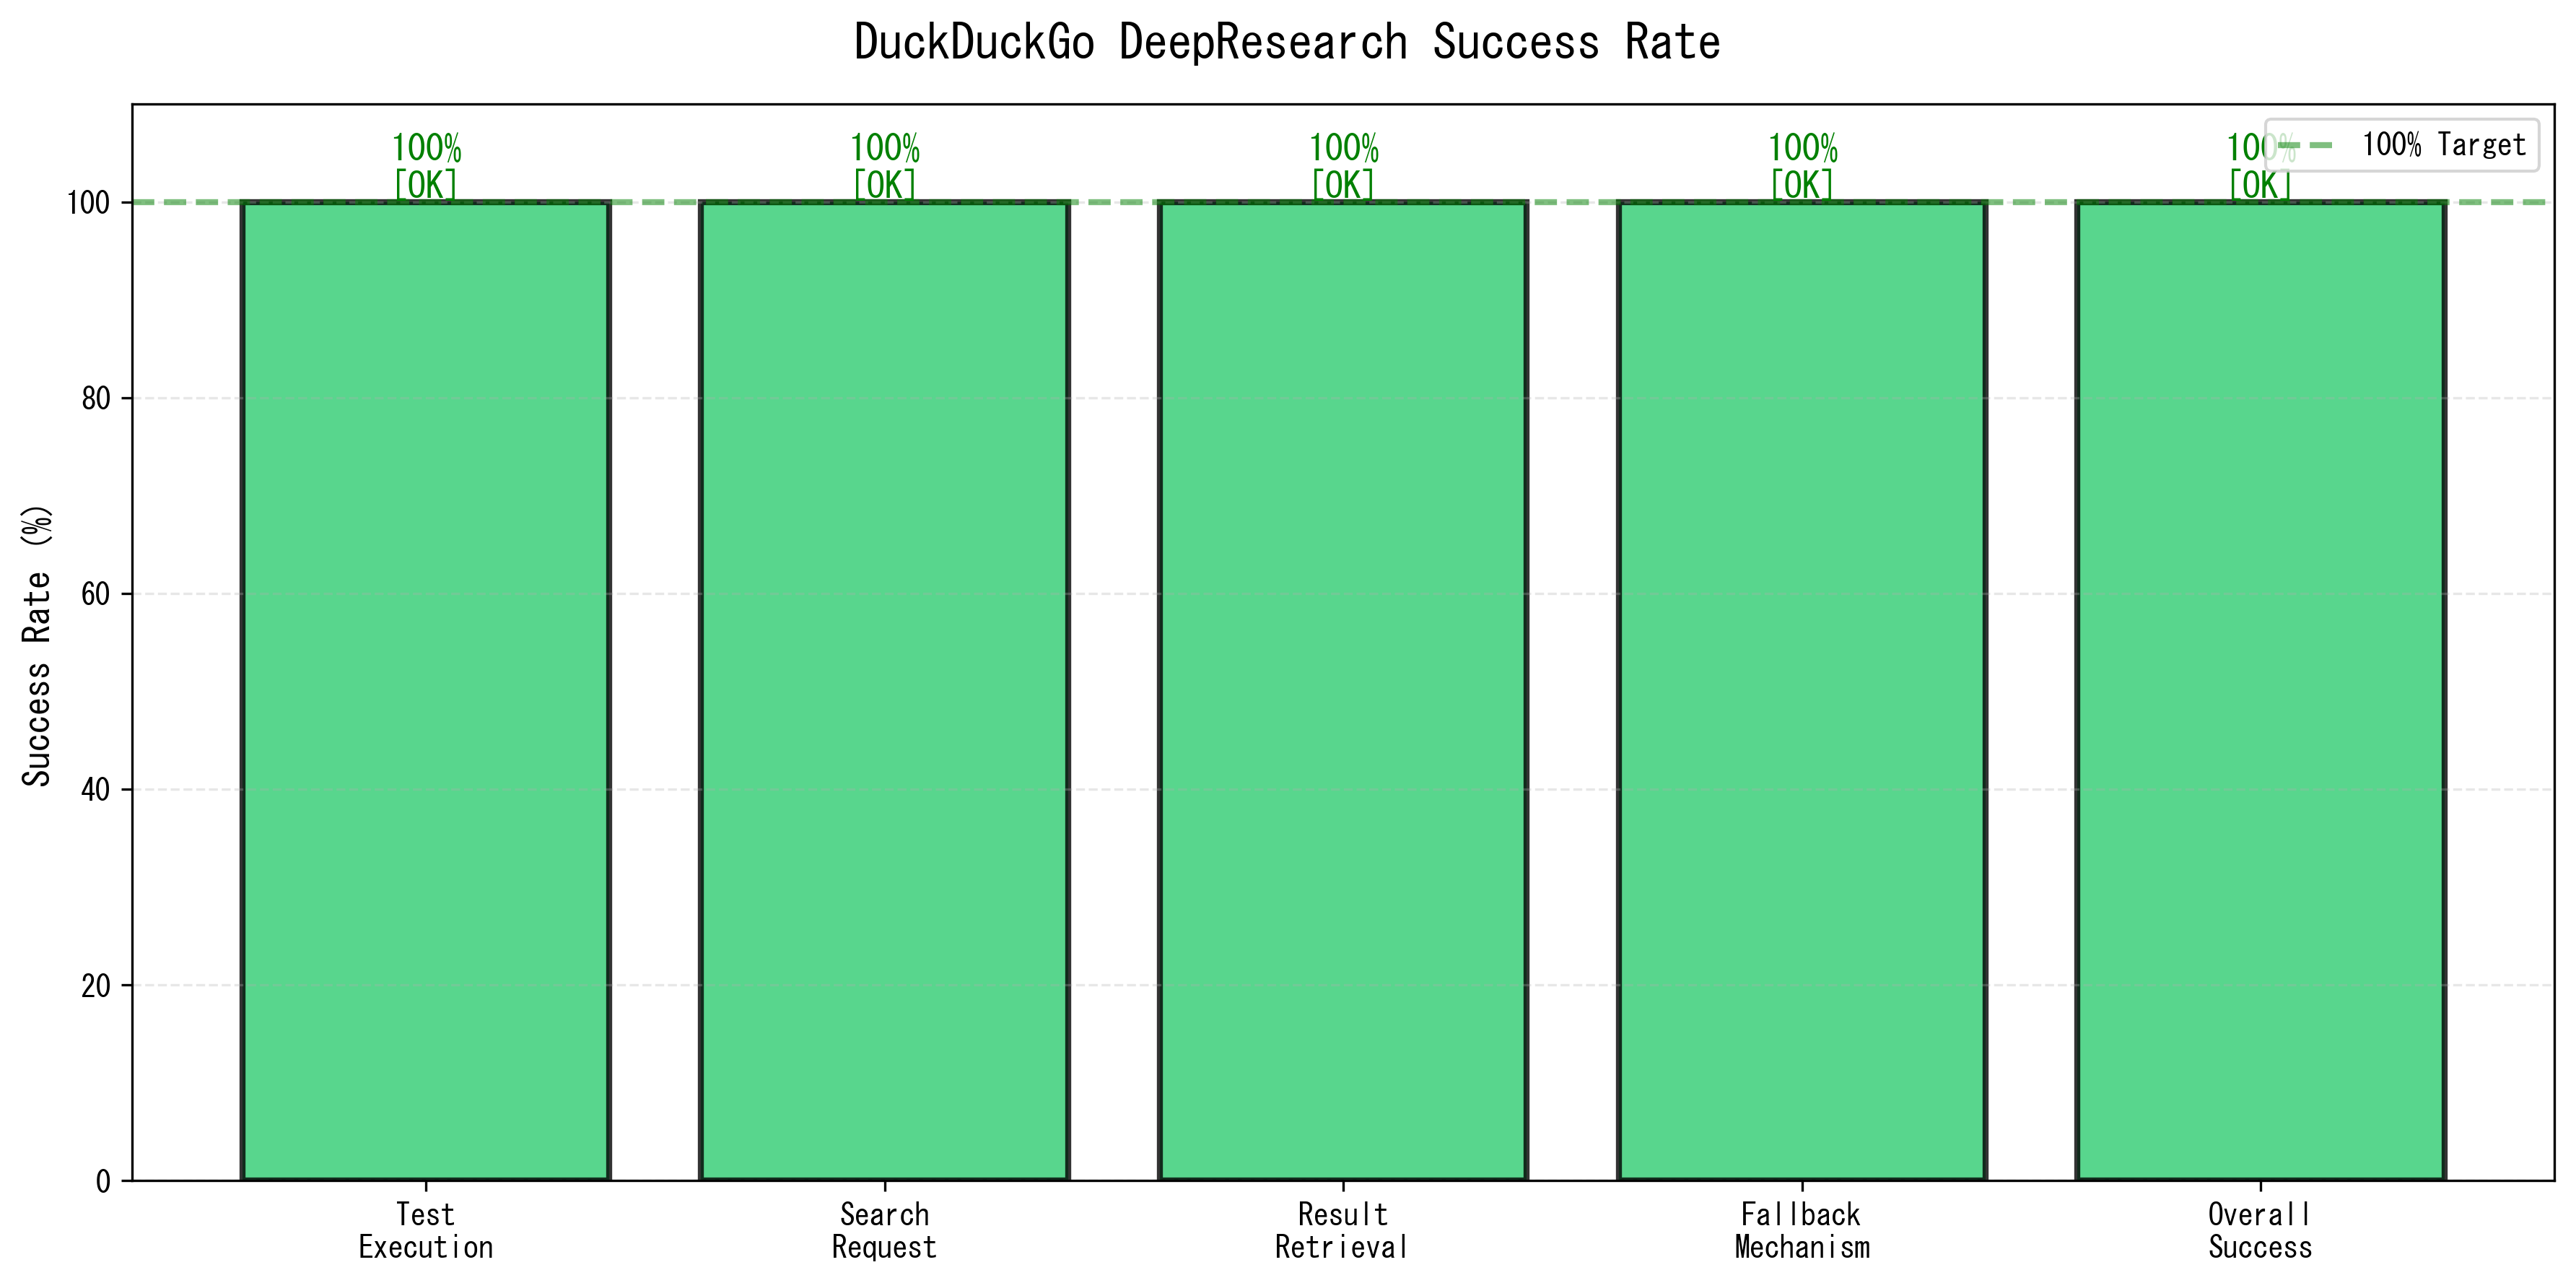 DuckDuckGo DeepResearch Success Rate
100% 100% 100% 100% 100%
[OK] [OK] [OK] [OK] [OK]
100% Target
100
80
60
40
20
0
Success Rate (%)
Test Search Result Fallback Overall
Execution Request Retrieval Mechanism Success